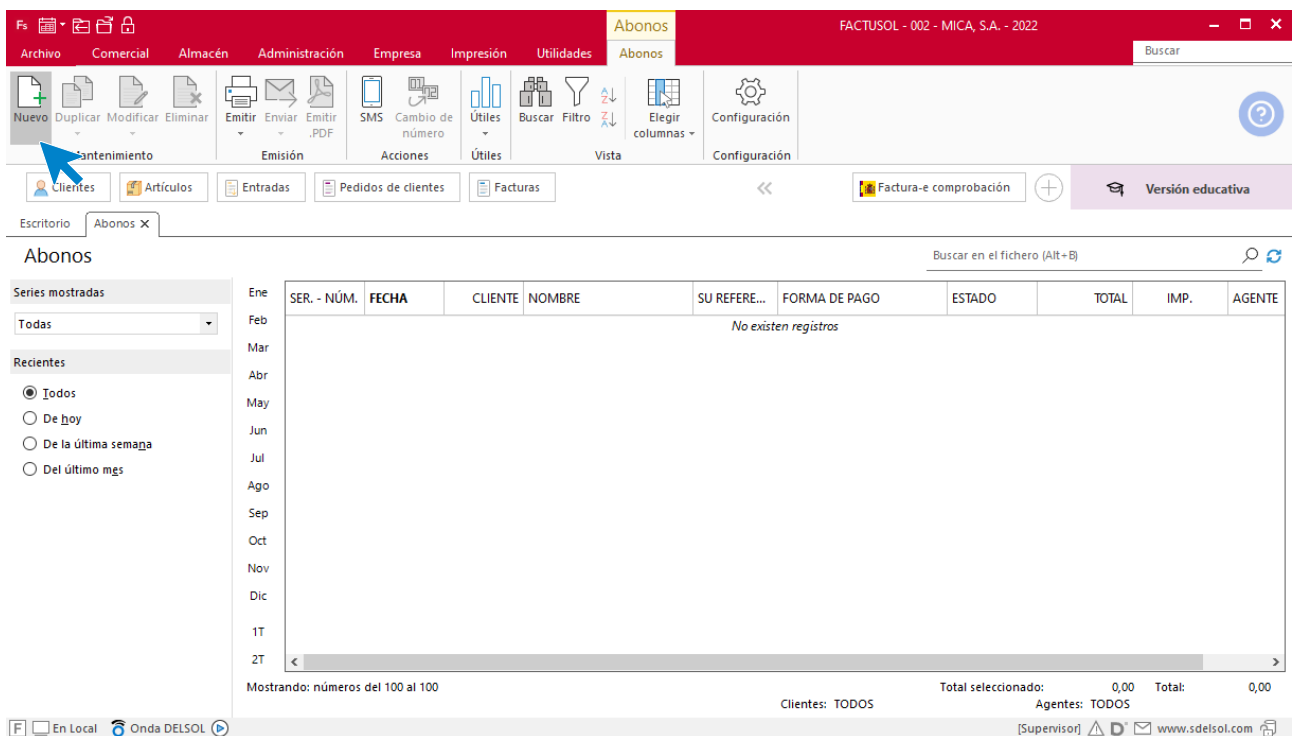 Fs
Abonos
FACTUSOL - 002 - MICA, S.A. - 2022
Archivo Comercial Almacén Administración Empresa Impresión Utilidades Abonos Buscar
Nuevo Duplicar Modificar Eliminar Emitir Enviar Emitir .PDF SMS Cambio de número Útiles Buscar Filtro Elegir columnas Configuración
Mantenimiento Emisión Acciones Útiles Vista Configuración
Clientes Artículos Entradas Pedidos de clientes Facturas Factura-e comprobación Versión educativa
Escritorio Abonos X
Abonos Buscar en el fichero (Alt+B)
Series mostradas
Todas
Recientes
Todos
De hoy
De la última semana
Del último mes
Ene
Feb
Mar
Abr
May
Jun
Jul
Ago
Sep
Oct
Nov
Dic
1T
2T
SER. - NÚM. FECHA CLIENTE NOMBRE SU REFERE... FORMA DE PAGO ESTADO TOTAL IMP. AGENTE
No existen registros
Mostrando: números del 100 al 100 Total seleccionado: 0,00 Total: 0,00
Clientes: TODOS Agentes: TODOS
F En Local Onda DELSOL [Supervisor] D www.sdelsol.com